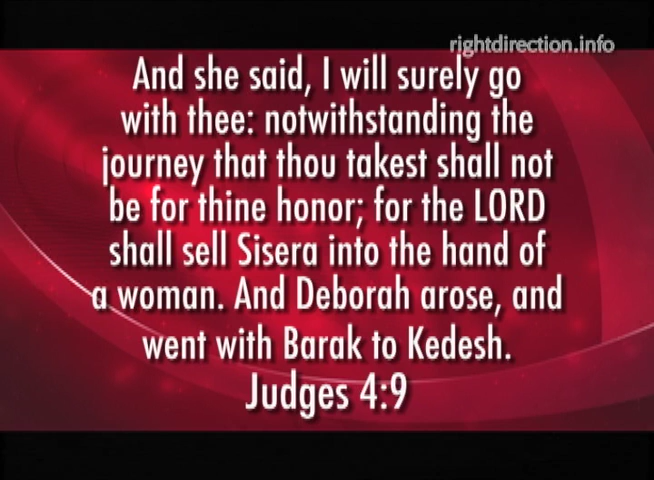 rightdirection.info
And she said, I will surely go
with thee: notwithstanding the
journey that thou takest shall not
be for thine honor; for the LORD
shall sell Sisera into the hand of
a woman. And Deborah arose, and
went with Barak to Kedesh.
Judges 4:9